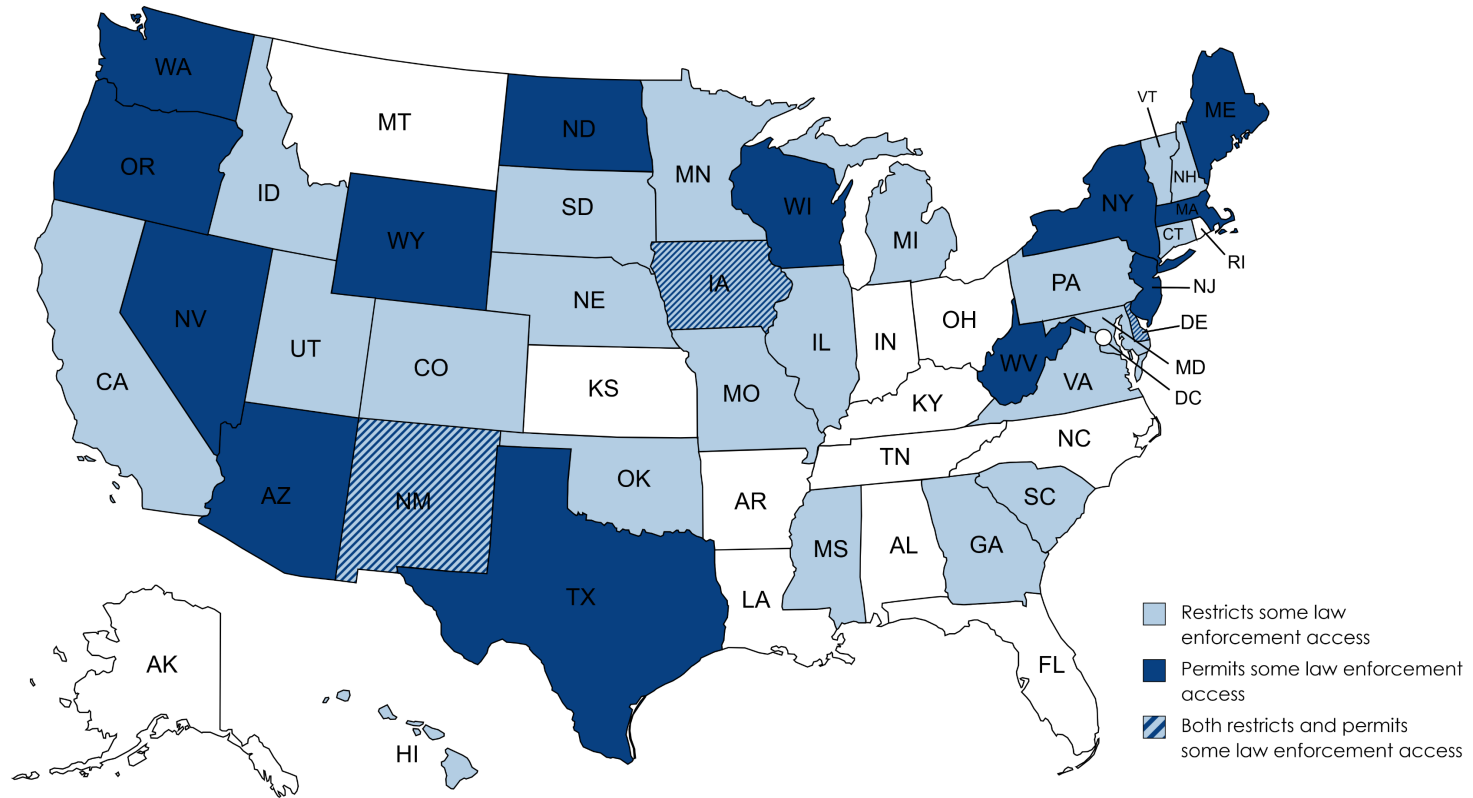 WA
MT
ND
ME
VT
OR
ID
MN
NH
SD
WI
NY
MA
WY
MI
CT
RI
IA
NE
PA
NJ
NV
OH
DE
UT
IL
IN
CO
WV
MD
CA
KS
MO
VA
DC
KY
NC
TN
OK
AZ
NM
AR
SC
MS
AL
GA
TX
LA
Restricts some law
enforcement access
AK
FL
Permits some law enforcement
access
HI
Both restricts and permits
some law enforcement access